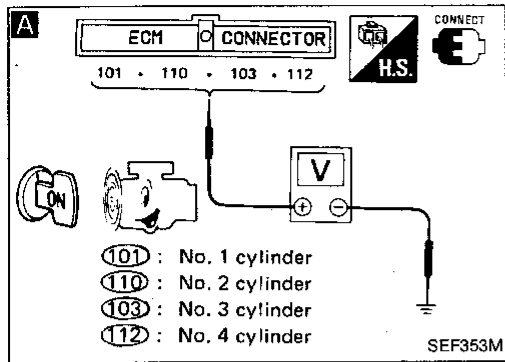 A
ECM CONNECTOR
CONNECT
H.S.
101 · 110 · 103 · 112
V
ON
101 : No. 1 cylinder
110 : No. 2 cylinder
103 : No. 3 cylinder
112 : No. 4 cylinder
SEF353M